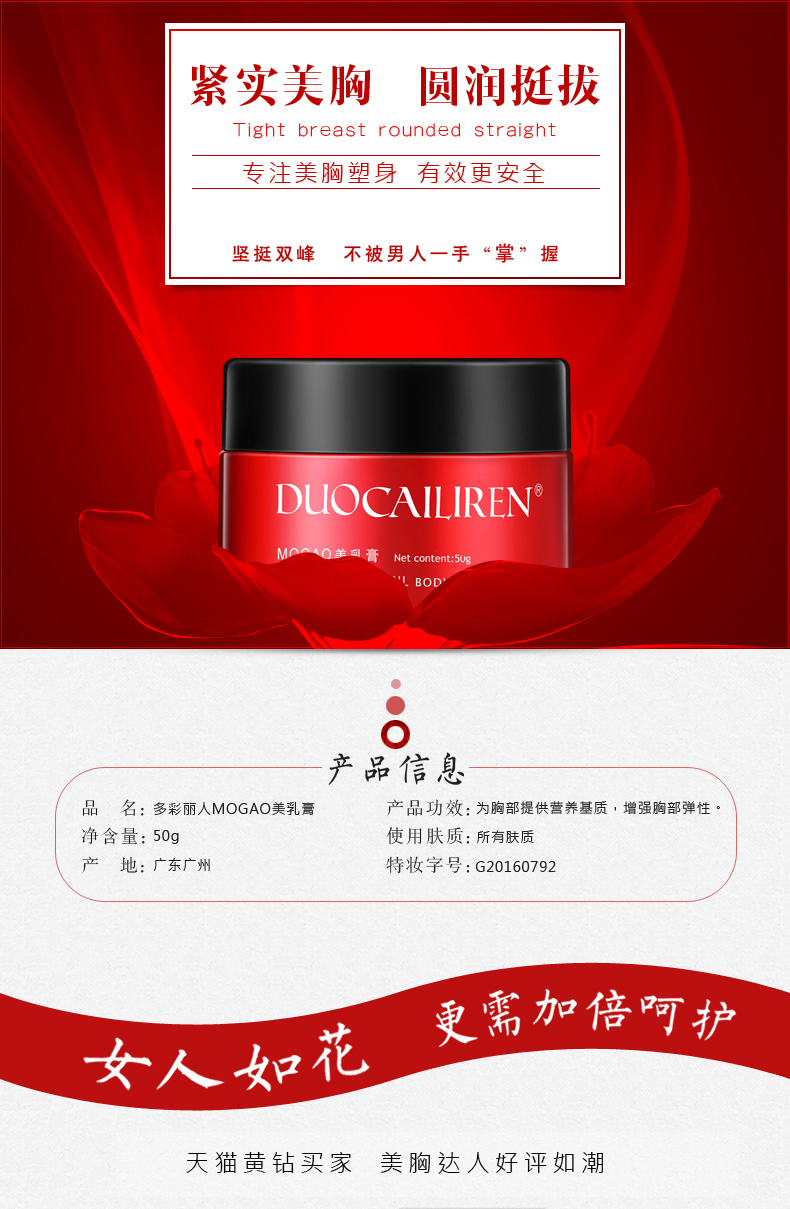 紧实美胸 圆润挺拔
Tight breast rounded straight
专注美胸塑身 有效更安全
坚挺双峰 不被男人一手“掌”握
DUOCAILIREN®
MOGAO美乳膏 Net content:50g
BODY
产品信息
品 名: 多彩丽人MOGAO美乳膏
产品功效: 为胸部提供营养基质，增强胸部弹性。
净含量: 50g
使用肤质: 所有肤质
产 地: 广东广州
特妆字号: G20160792
女人如花 更需加倍呵护
天猫黄钻买家 美胸达人好评如潮